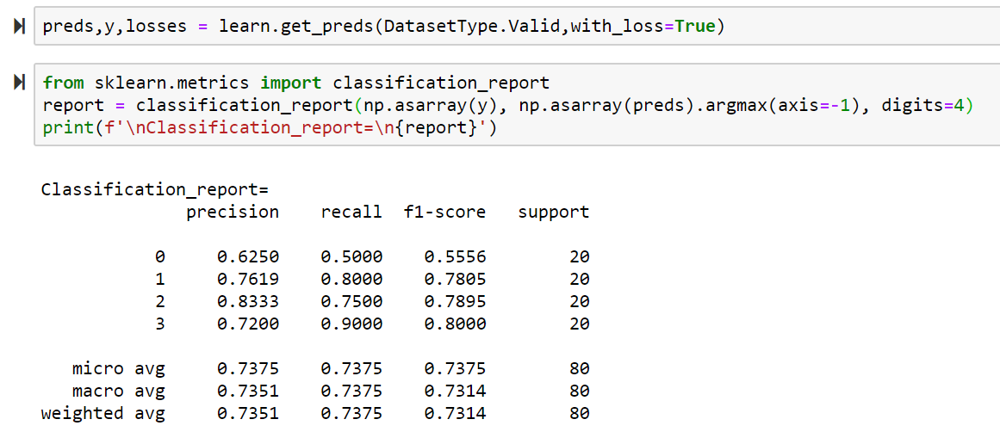 preds,y,losses = learn.get_preds(DatasetType.Valid,with_loss=True)
from sklearn.metrics import classification_report
report = classification_report(np.asarray(y), np.asarray(preds).argmax(axis=-1), digits=4)
print(f'\nClassification_report=\n{report}')
Classification_report=
precision recall f1-score support
0 0.6250 0.5000 0.5556 20
1 0.7619 0.8000 0.7805 20
2 0.8333 0.7500 0.7895 20
3 0.7200 0.9000 0.8000 20
micro avg 0.7375 0.7375 0.7375 80
macro avg 0.7351 0.7375 0.7314 80
weighted avg 0.7351 0.7375 0.7314 80